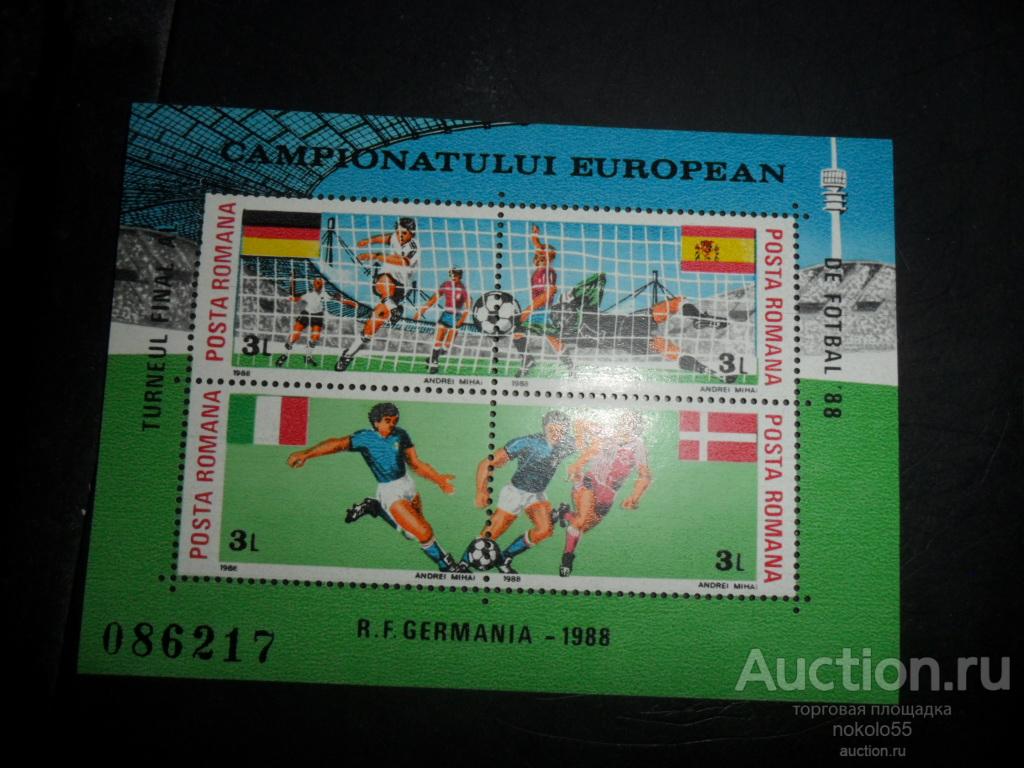 CAMPIONATULUI EUROPEAN
TURNEUL FINAL A
DE FOTBAL '88
POSTA ROMANA
3L
1988
ANDREI MIHAI
POSTA ROMANA
3L
1988
ANDREI MIHAI
POSTA ROMANA
3L
1988
ANDREI MIHAI
POSTA ROMANA
3L
1988
ANDREI MIHAI
086217
R.F. GERMANIA - 1988
Auction.ru
торговая площадка
nokolo55
auction.ru